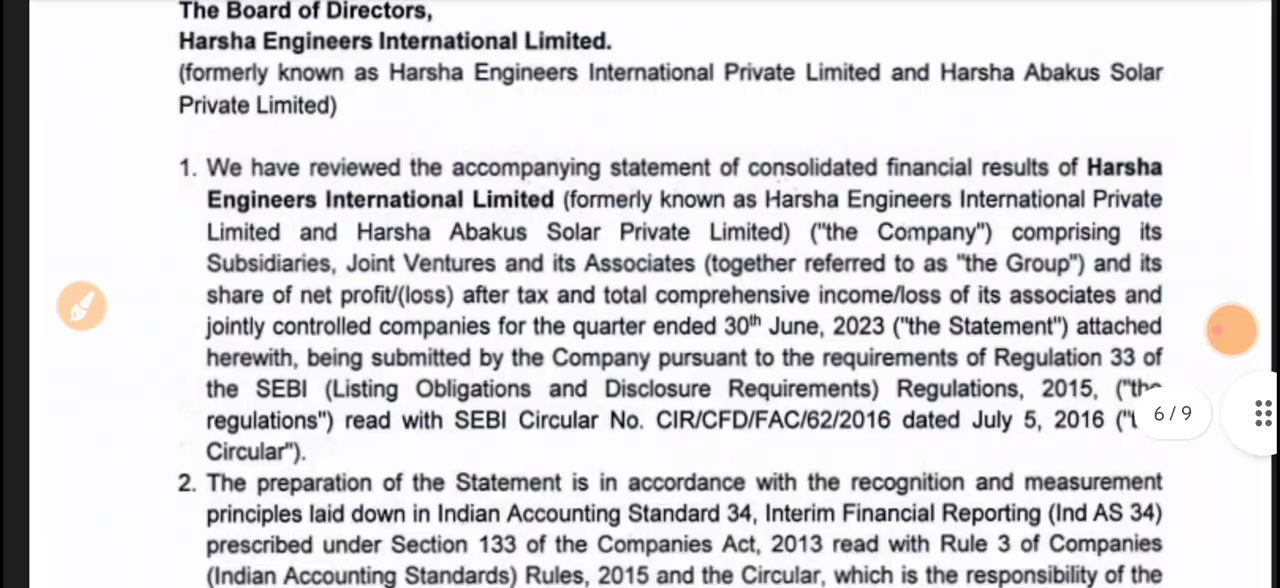 The Board of Directors,
Harsha Engineers International Limited.
(formerly known as Harsha Engineers International Private Limited and Harsha Abakus Solar
Private Limited)
1. We have reviewed the accompanying statement of consolidated financial results of Harsha
Engineers International Limited (formerly known as Harsha Engineers International Private
Limited and Harsha Abakus Solar Private Limited) ("the Company") comprising its
Subsidiaries, Joint Ventures and its Associates (together referred to as "the Group") and its
share of net profit/(loss) after tax and total comprehensive income/loss of its associates and
jointly controlled companies for the quarter ended 30th June, 2023 ("the Statement") attached
herewith, being submitted by the Company pursuant to the requirements of Regulation 33 of
the SEBI (Listing Obligations and Disclosure Requirements) Regulations, 2015, ("the
regulations") read with SEBI Circular No. CIR/CFD/FAC/62/2016 dated July 5, 2016 ("
6 / 9
Circular").
2. The preparation of the Statement is in accordance with the recognition and measurement
principles laid down in Indian Accounting Standard 34, Interim Financial Reporting (Ind AS 34)
prescribed under Section 133 of the Companies Act, 2013 read with Rule 3 of Companies
(Indian Accounting Standards) Rules, 2015 and the Circular, which is the responsibility of the